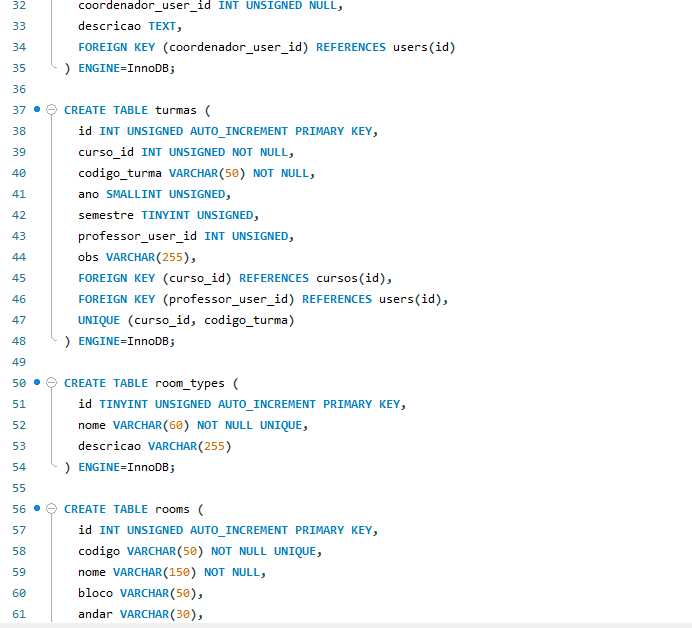 32 coordenador_user_id INT UNSIGNED NULL,
33 descricao TEXT,
34 FOREIGN KEY (coordenador_user_id) REFERENCES users(id)
35 ) ENGINE=InnoDB;
36
37 CREATE TABLE turmas (
38 id INT UNSIGNED AUTO_INCREMENT PRIMARY KEY,
39 curso_id INT UNSIGNED NOT NULL,
40 codigo_turma VARCHAR(50) NOT NULL,
41 ano SMALLINT UNSIGNED,
42 semestre TINYINT UNSIGNED,
43 professor_user_id INT UNSIGNED,
44 obs VARCHAR(255),
45 FOREIGN KEY (curso_id) REFERENCES cursos(id),
46 FOREIGN KEY (professor_user_id) REFERENCES users(id),
47 UNIQUE (curso_id, codigo_turma)
48 ) ENGINE=InnoDB;
49
50 CREATE TABLE room_types (
51 id TINYINT UNSIGNED AUTO_INCREMENT PRIMARY KEY,
52 nome VARCHAR(60) NOT NULL UNIQUE,
53 descricao VARCHAR(255)
54 ) ENGINE=InnoDB;
55
56 CREATE TABLE rooms (
57 id INT UNSIGNED AUTO_INCREMENT PRIMARY KEY,
58 codigo VARCHAR(50) NOT NULL UNIQUE,
59 nome VARCHAR(150) NOT NULL,
60 bloco VARCHAR(50),
61 andar VARCHAR(30),